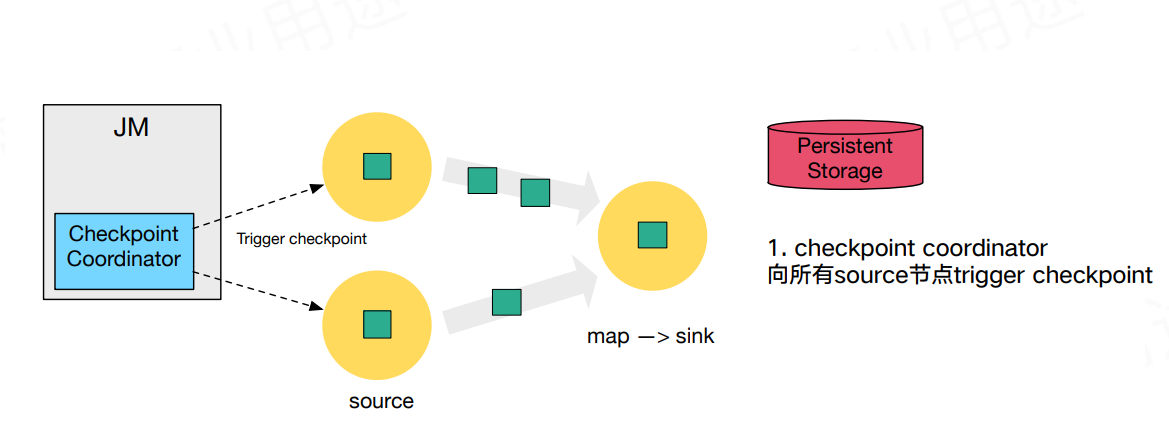 JM
Checkpoint
Coordinator
Trigger checkpoint
source
map —> sink
Persistent
Storage
1. checkpoint coordinator
向所有source节点trigger checkpoint